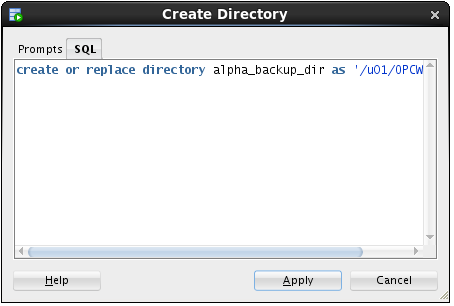 Create Directory
Prompts SQL
create or replace directory alpha_backup_dir as '/u01/OPCW
Help Apply Cancel